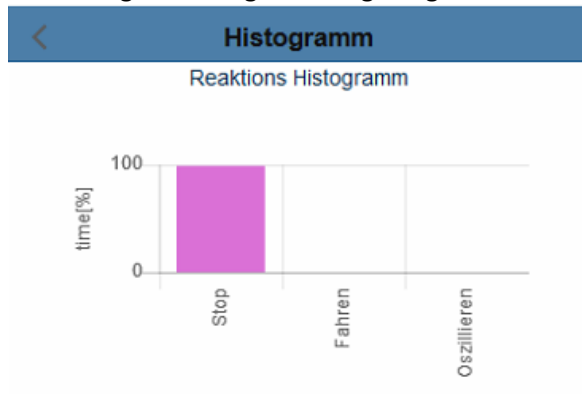 Histogramm
Reaktions Histogramm
100
time[%]
0
Stop
Fahren
Oszillieren